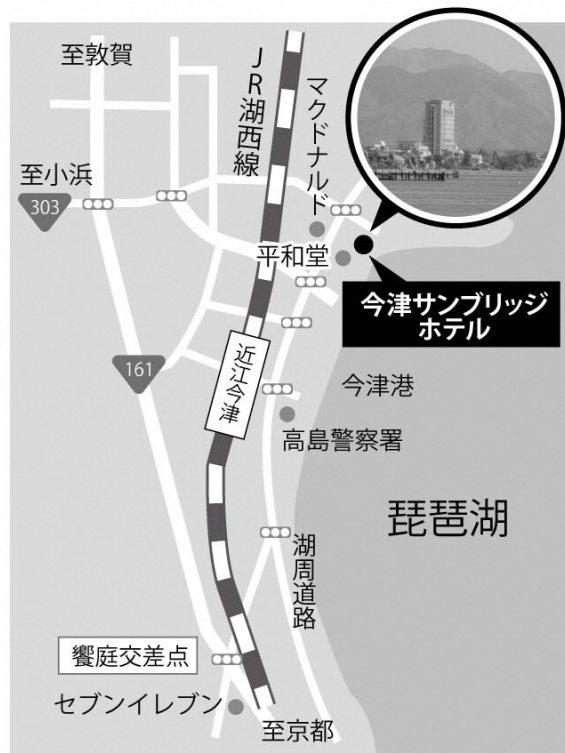 至敦賀
JR湖西線
マクドナルド
至小浜
303
平和堂
今津サンブリッジ
ホテル
161
近江今津
今津港
高島警察署
琵琶湖
湖周道路
饗庭交差点
セブンイレブン
至京都